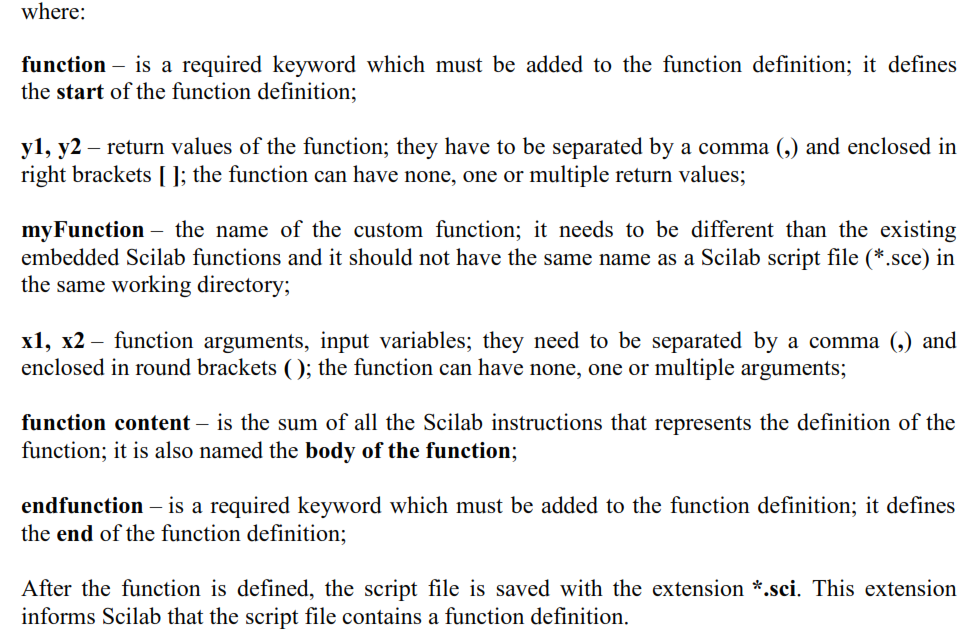 where:
function – is a required keyword which must be added to the function definition; it defines
the start of the function definition;
y1, y2 – return values of the function; they have to be separated by a comma (,) and enclosed in
right brackets [ ]; the function can have none, one or multiple return values;
myFunction – the name of the custom function; it needs to be different than the existing
embedded Scilab functions and it should not have the same name as a Scilab script file (*.sce) in
the same working directory;
x1, x2 – function arguments, input variables; they need to be separated by a comma (,) and
enclosed in round brackets ( ); the function can have none, one or multiple arguments;
function content – is the sum of all the Scilab instructions that represents the definition of the
function; it is also named the body of the function;
endfunction – is a required keyword which must be added to the function definition; it defines
the end of the function definition;
After the function is defined, the script file is saved with the extension *.sci. This extension
informs Scilab that the script file contains a function definition.